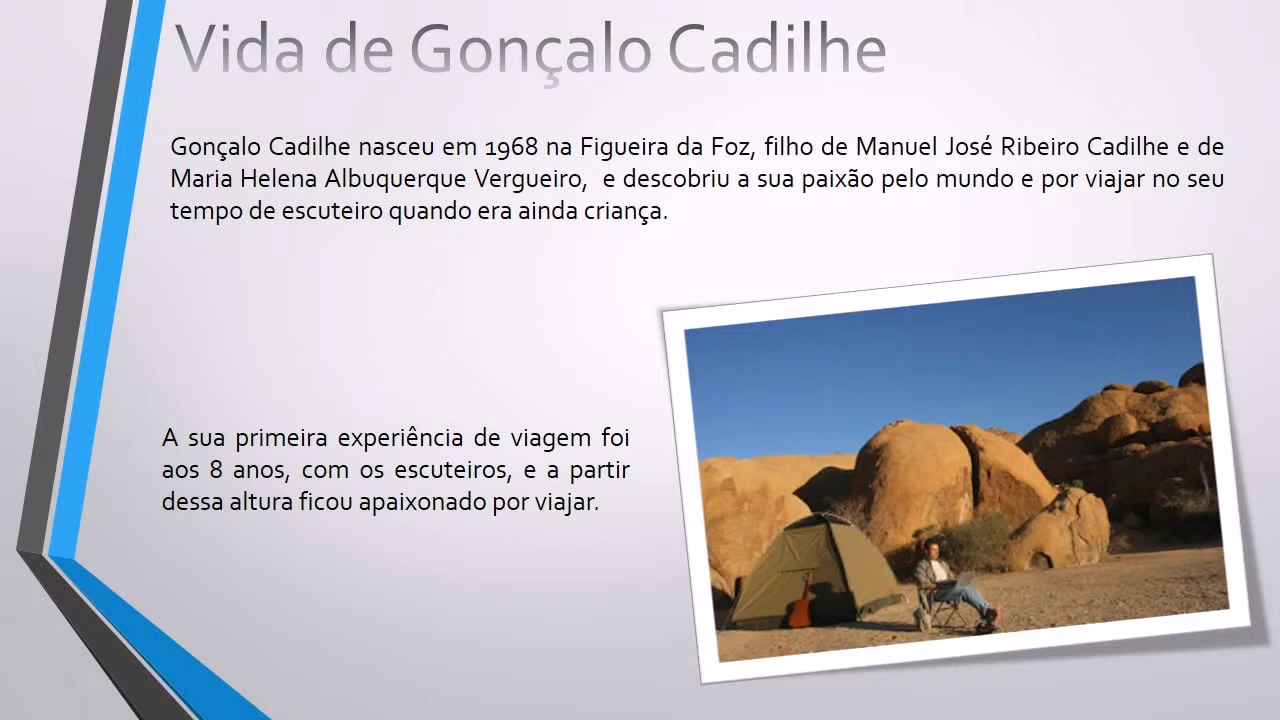 Vida de Gonçalo Cadilhe
Gonçalo Cadilhe nasceu em 1968 na Figueira da Foz, filho de Manuel José Ribeiro Cadilhe e de
Maria Helena Albuquerque Vergueiro,  e descobriu a sua paixão pelo mundo e por viajar no seu
tempo de escuteiro quando era ainda criança.
A sua primeira experiência de viagem foi
aos 8 anos, com os escuteiros, e a partir
dessa altura ficou apaixonado por viajar.